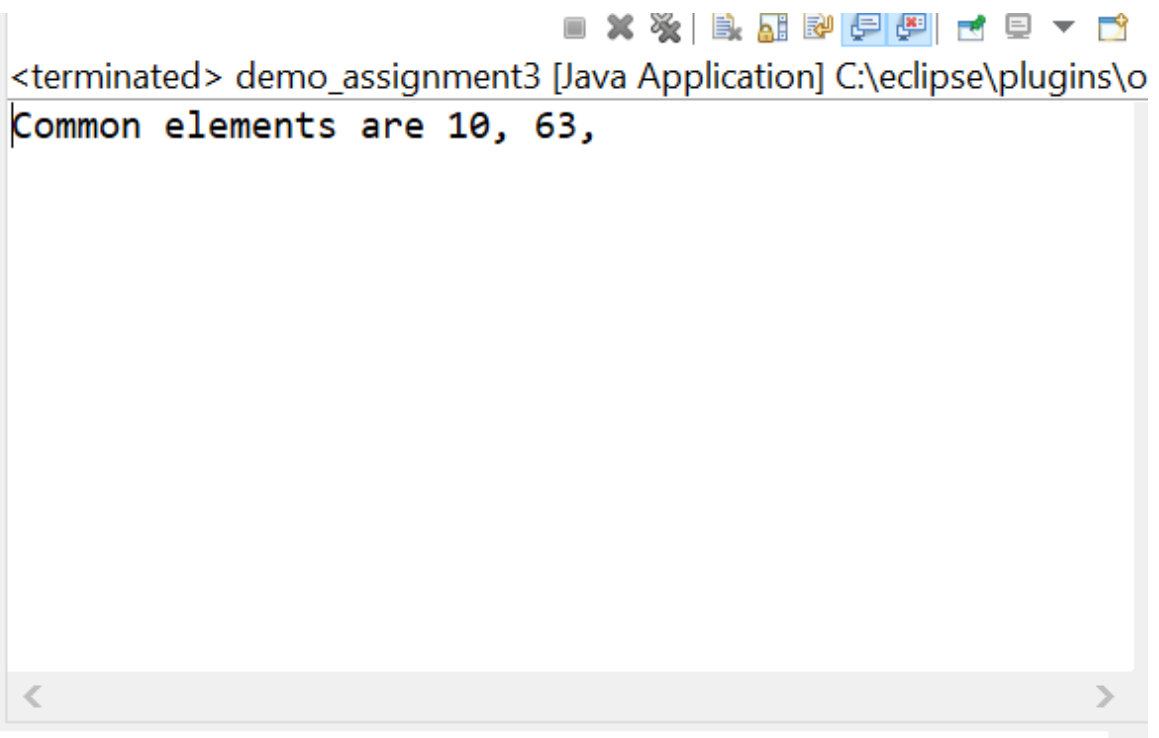 <terminated> demo_assignment3 [Java Application] C:\eclipse\plugins\o
Common elements are 10, 63,